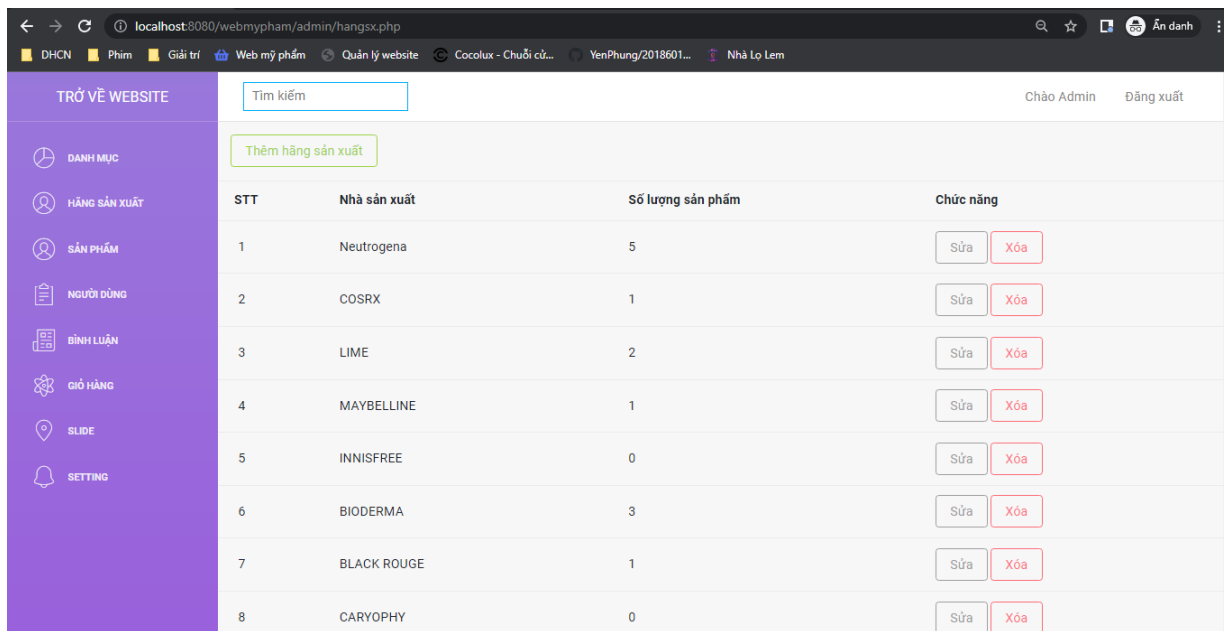 localhost:8080/webmypham/admin/hangsx.php Ẩn danh
DHCN Phim Giải trí Web mỹ phẩm Quản lý website Cocolux - Chuỗi cử... YenPhung/2018601... Nhà Lọ Lem
TRỞ VỀ WEBSITE Tìm kiếm Chào Admin Đăng xuất
Thêm hãng sản xuất
DANH MỤC
HÃNG SẢN XUẤT
SẢN PHẨM
NGƯỜI DÙNG
BÌNH LUẬN
GIỎ HÀNG
SLIDE
SETTING
STT Nhà sản xuất Số lượng sản phẩm Chức năng
1 Neutrogena 5 Sửa Xóa
2 COSRX 1 Sửa Xóa
3 LIME 2 Sửa Xóa
4 MAYBELLINE 1 Sửa Xóa
5 INNISFREE 0 Sửa Xóa
6 BIODERMA 3 Sửa Xóa
7 BLACK ROUGE 1 Sửa Xóa
8 CARYOPHY 0 Sửa Xóa